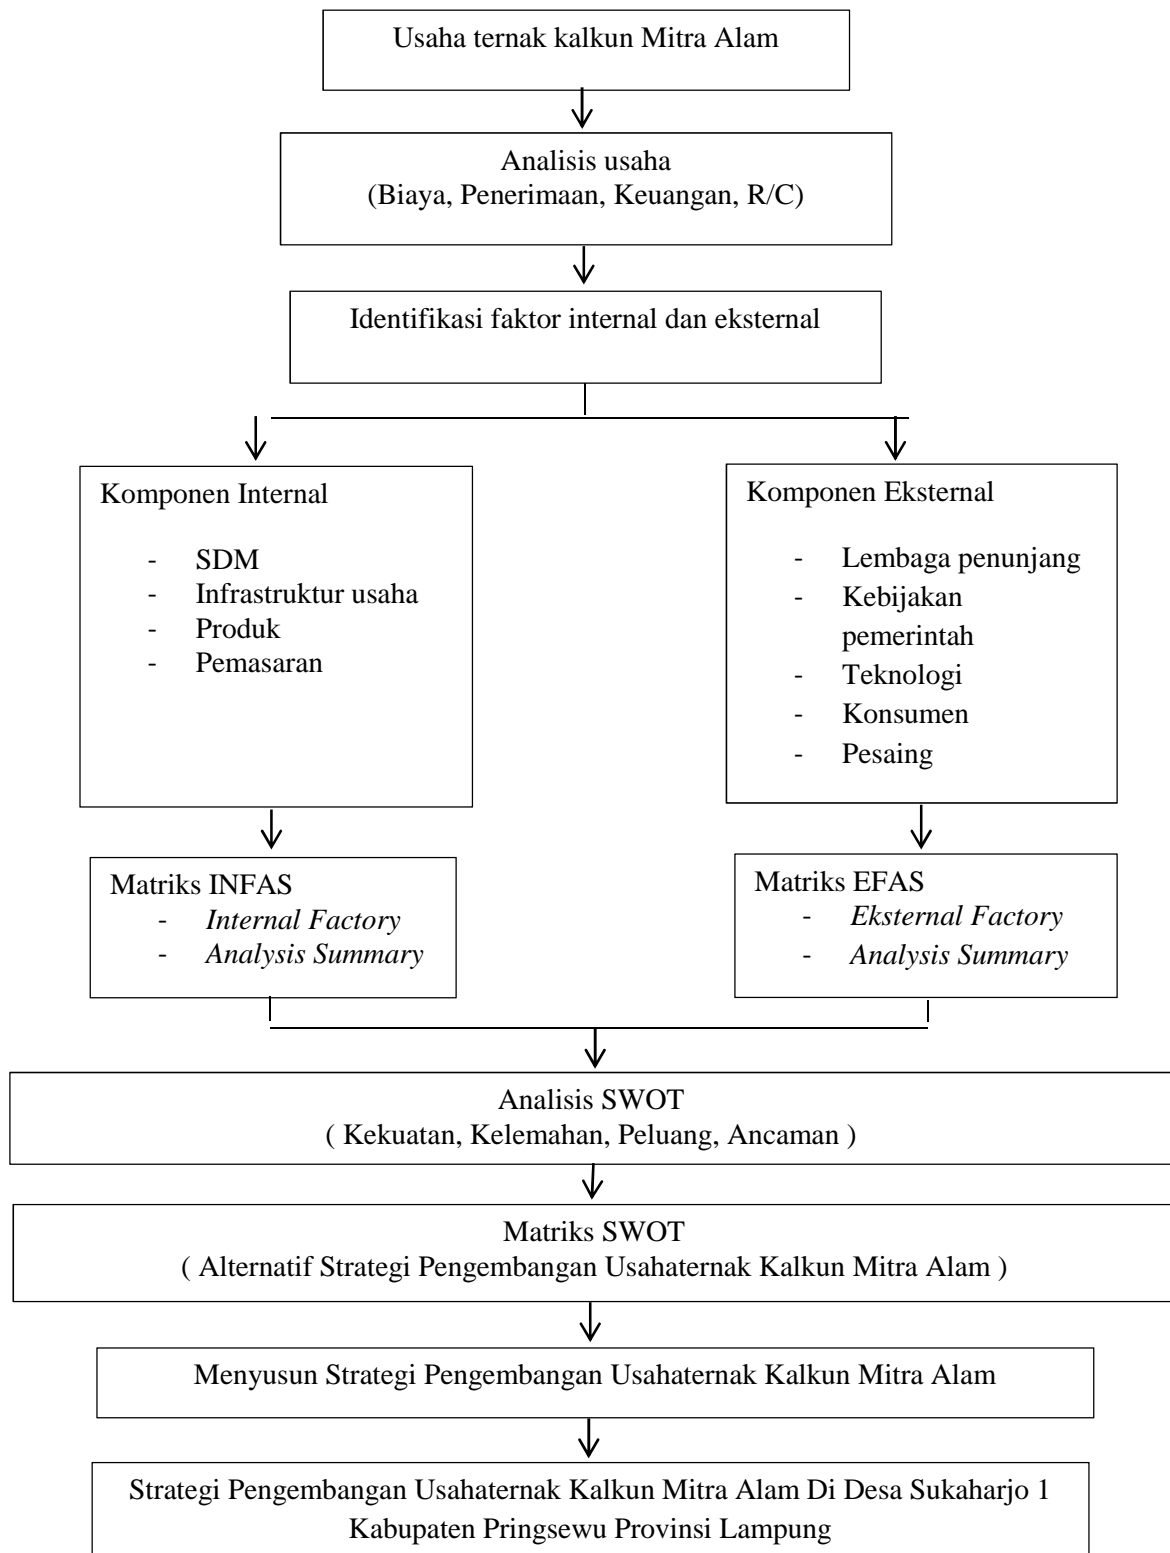 Usaha ternak kalkun Mitra Alam
Analisis usaha
(Biaya, Penerimaan, Keuangan, R/C)
Identifikasi faktor internal dan eksternal
Komponen Internal
- SDM
- Infrastruktur usaha
- Produk
- Pemasaran
Komponen Eksternal
- Lembaga penunjang
- Kebijakan
pemerintah
- Teknologi
- Konsumen
- Pesaing
Matriks INFAS
- Internal Factory
- Analysis Summary
Matriks EFAS
- Eksternal Factory
- Analysis Summary
Analisis SWOT
( Kekuatan, Kelemahan, Peluang, Ancaman )
Matriks SWOT
( Alternatif Strategi Pengembangan Usahaternak Kalkun Mitra Alam )
Menyusun Strategi Pengembangan Usahaternak Kalkun Mitra Alam
Strategi Pengembangan Usahaternak Kalkun Mitra Alam Di Desa Sukaharjo 1
Kabupaten Pringsewu Provinsi Lampung